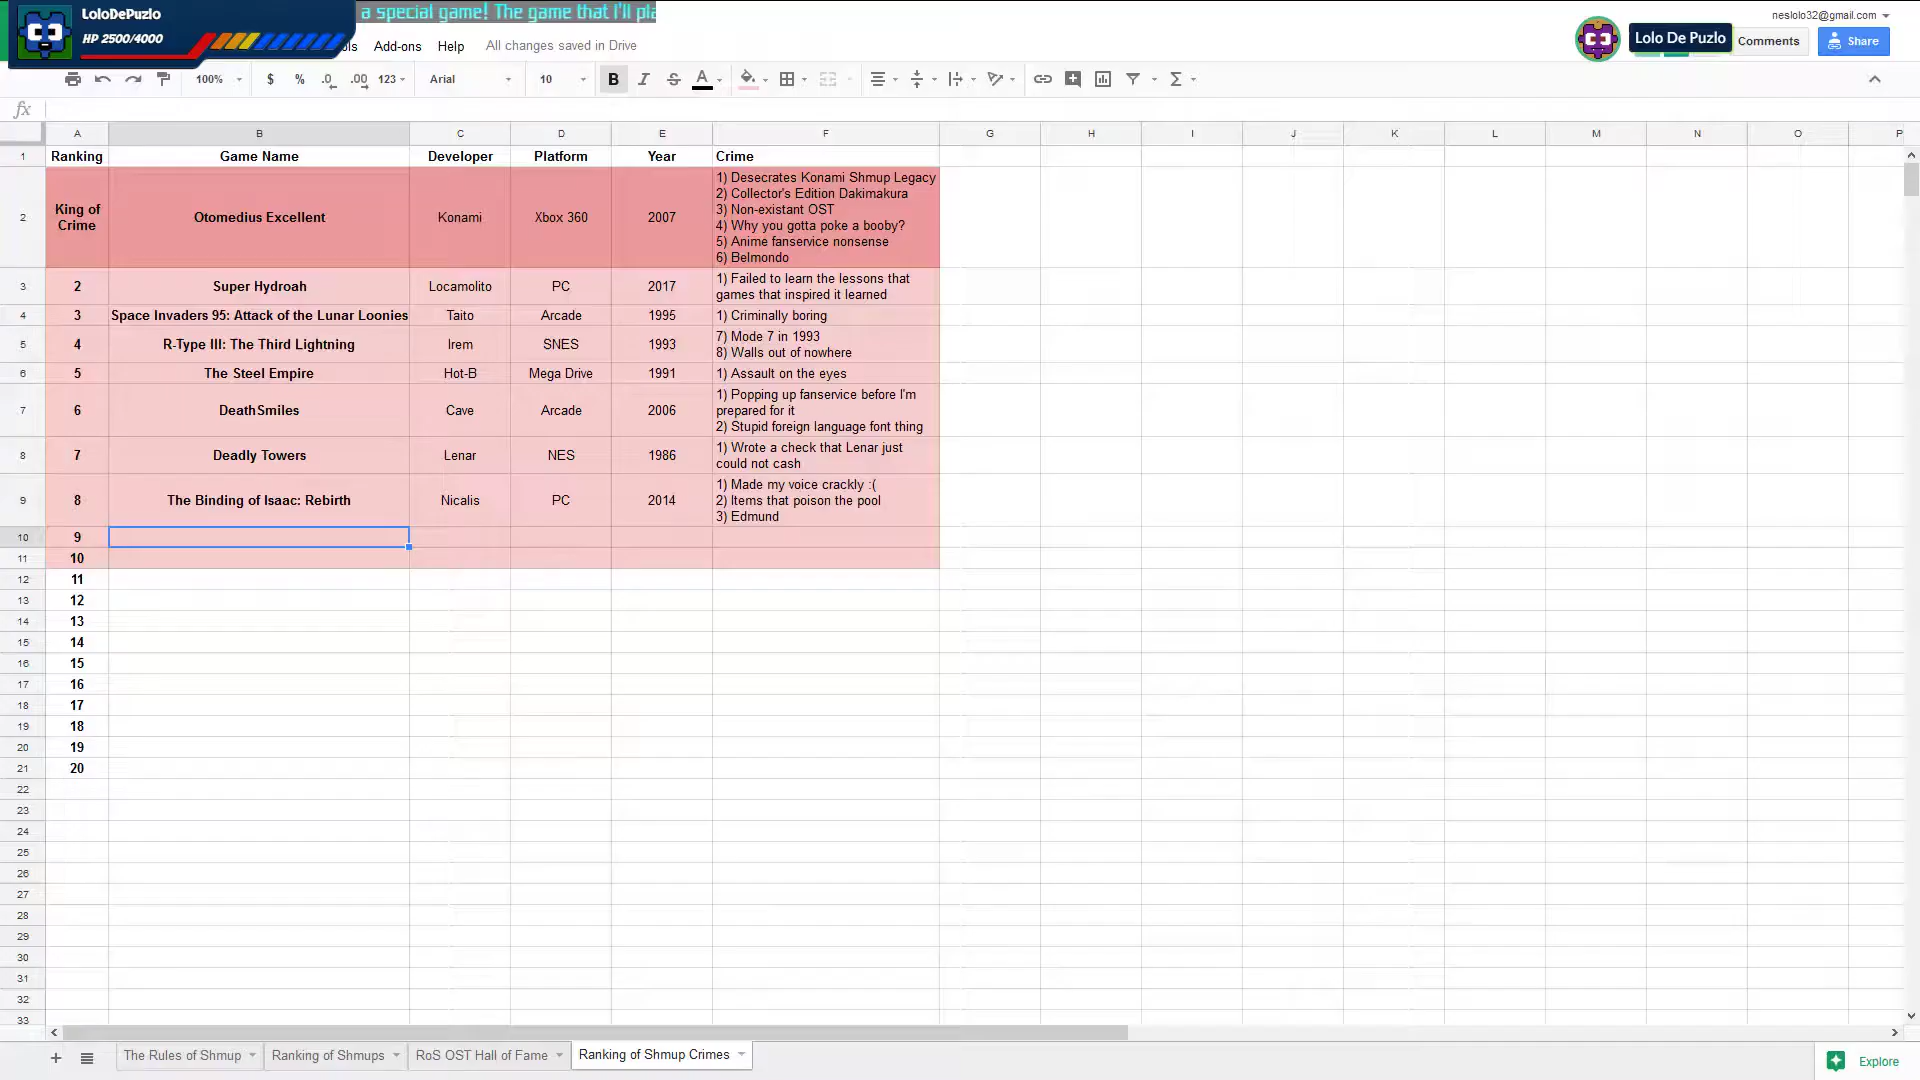 LoloDePuzlo
HP 2500/4000
a special game! The game that I'll pla
neslolo32@gmail.com
Lolo De Puzlo
Comments
Share
ols Add-ons Help All changes saved in Drive
100% $ % .0 .00 123 Arial 10 B I S A Σ
fx
A B C D E F G H I J K L M N O P
1 Ranking Game Name Developer Platform Year Crime
2 King of Crime Otomedius Excellent Konami Xbox 360 2007
1) Desecrates Konami Shmup Legacy
2) Collector's Edition Dakimakura
3) Non-existant OST
4) Why you gotta poke a booby?
5) Anime fanservice nonsense
6) Belmondo
3 2 Super Hydroah Locamolito PC 2017
1) Failed to learn the lessons that
games that inspired it learned
4 3 Space Invaders 95: Attack of the Lunar Loonies Taito Arcade 1995 1) Criminally boring
5 4 R-Type III: The Third Lightning Irem SNES 1993
7) Mode 7 in 1993
8) Walls out of nowhere
6 5 The Steel Empire Hot-B Mega Drive 1991 1) Assault on the eyes
7 6 DeathSmiles Cave Arcade 2006
1) Popping up fanservice before I'm
prepared for it
2) Stupid foreign language font thing
8 7 Deadly Towers Lenar NES 1986
1) Wrote a check that Lenar just
could not cash
9 8 The Binding of Isaac: Rebirth Nicalis PC 2014
1) Made my voice crackly :(
2) Items that poison the pool
3) Edmund
10 9
11 10
12 11
13 12
14 13
15 14
16 15
17 16
18 17
19 18
20 19
21 20
22
23
24
25
26
27
28
29
30
31
32
33
The Rules of Shmup Ranking of Shmups RoS OST Hall of Fame Ranking of Shmup Crimes
Explore